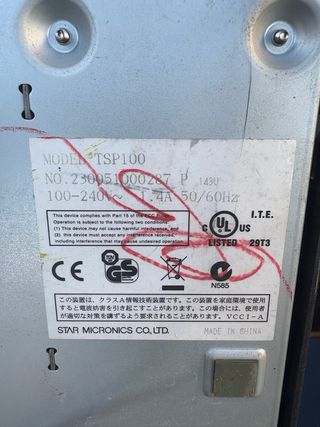 MODEL TSP100
NO.230051000287 P 143U
100-240V~ 1.4A 50/60Hz
This device complies with Part 15 of the FCC Rules
Operation is subject to the following two conditions:
(1) This device may not cause harmful interference, and
(2) this device must accept any interference received,
including interference that may cause undesired operation
C UL US
LISTED
I.T.E.
29T3
CE
GS
N585
この装置は、クラスA情報技術装置です。この装置を家庭環境で使用
すると電波妨害を引き起こすことがあります。この場合には、使用者
が適切な対策を講ずるよう要求されることがあります。VCCI-A
STAR MICRONICS CO., LTD.
MADE IN CHINA